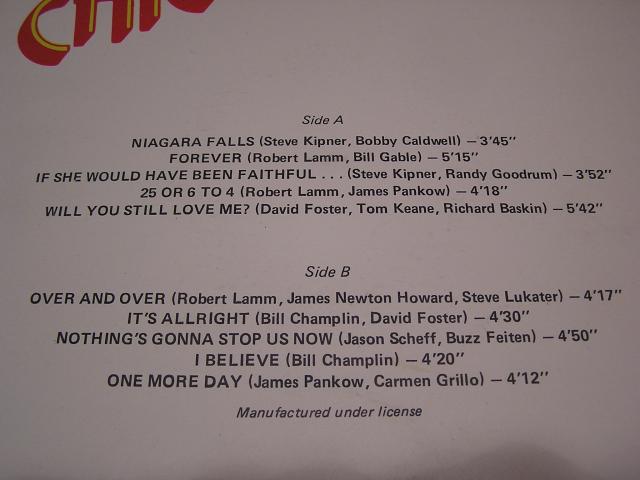 CHIC
Side A
NIAGARA FALLS (Steve Kipner, Bobby Caldwell) — 3'45"
FOREVER (Robert Lamm, Bill Gable) — 5'15"
IF SHE WOULD HAVE BEEN FAITHFUL . . . (Steve Kipner, Randy Goodrum) — 3'52"
25 OR 6 TO 4 (Robert Lamm, James Pankow) — 4'18"
WILL YOU STILL LOVE ME? (David Foster, Tom Keane, Richard Baskin) — 5'42"
Side B
OVER AND OVER (Robert Lamm, James Newton Howard, Steve Lukater) — 4'17"
IT'S ALLRIGHT (Bill Champlin, David Foster) — 4'30"
NOTHING'S GONNA STOP US NOW (Jason Scheff, Buzz Feiten) — 4'50"
I BELIEVE (Bill Champlin) — 4'20"
ONE MORE DAY (James Pankow, Carmen Grillo) — 4'12"
Manufactured under license